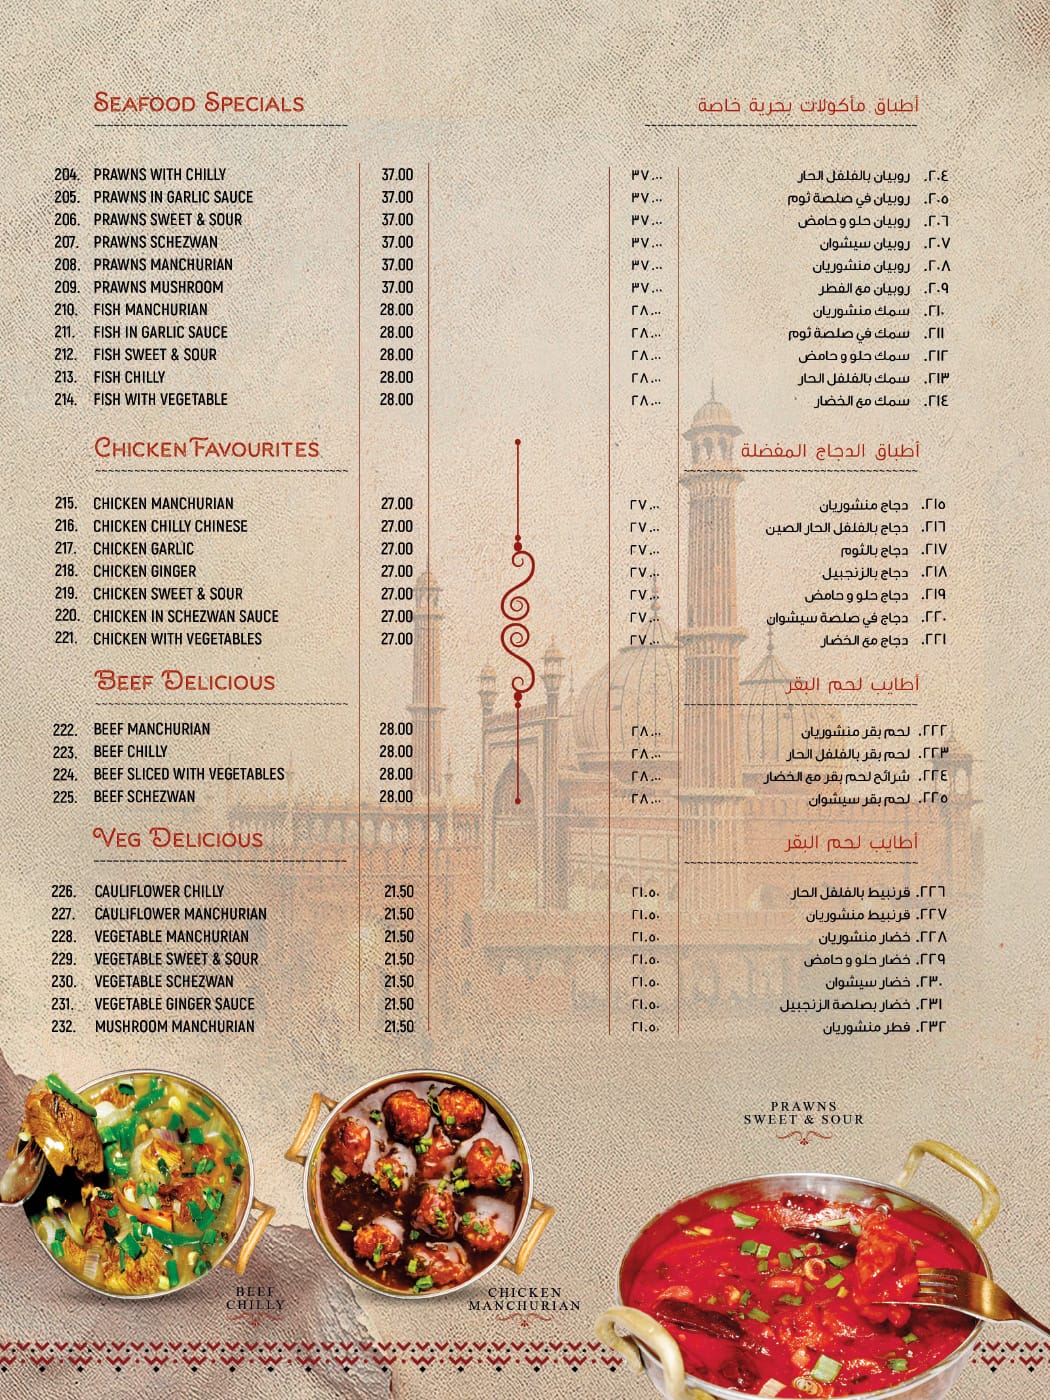 SEAFOOD SPECIALS
أطباق مأكولات بحرية خاصة
204. PRAWNS WITH CHILLY 37.00
205. PRAWNS IN GARLIC SAUCE 37.00
206. PRAWNS SWEET & SOUR 37.00
207. PRAWNS SCHEZWAN 37.00
208. PRAWNS MANCHURIAN 37.00
209. PRAWNS MUSHROOM 37.00
210. FISH MANCHURIAN 28.00
211. FISH IN GARLIC SAUCE 28.00
212. FISH SWEET & SOUR 28.00
213. FISH CHILLY 28.00
214. FISH WITH VEGETABLE 28.00
٢٠٤. روبيان بالفلفل الحار ٣٧.٠٠
٢٠٥. روبيان في صلصة ثوم ٣٧.٠٠
٢٠٦. روبيان حلو و حامض ٣٧.٠٠
٢٠٧. روبيان سيشوان ٣٧.٠٠
٢٠٨. روبيان منشوريان ٣٧.٠٠
٢٠٩. روبيان مع الفطر ٣٧.٠٠
٢١٠. سمك منشوريان ٢٨.٠٠
٢١١. سمك في صلصة ثوم ٢٨.٠٠
٢١٢. سمك حلو و حامض ٢٨.٠٠
٢١٣. سمك بالفلفل الحار ٢٨.٠٠
٢١٤. سمك مع الخضار ٢٨.٠٠
CHICKEN FAVOURITES
أطباق الدجاج المفضلة
215. CHICKEN MANCHURIAN 27.00
216. CHICKEN CHILLY CHINESE 27.00
217. CHICKEN GARLIC 27.00
218. CHICKEN GINGER 27.00
219. CHICKEN SWEET & SOUR 27.00
220. CHICKEN IN SCHEZWAN SAUCE 27.00
221. CHICKEN WITH VEGETABLES 27.00
٢١٥. دجاج منشوريان ٢٧.٠٠
٢١٦. دجاج بالفلفل الحار الصين ٢٧.٠٠
٢١٧. دجاج بالثوم ٢٧.٠٠
٢١٨. دجاج بالزنجبيل ٢٧.٠٠
٢١٩. دجاج حلو و حامض ٢٧.٠٠
٢٢٠. دجاج في صلصة سيشوان ٢٧.٠٠
٢٢١. دجاج مع الخضار ٢٧.٠٠
BEEF DELICIOUS
أطايب لحم البقر
222. BEEF MANCHURIAN 28.00
223. BEEF CHILLY 28.00
224. BEEF SLICED WITH VEGETABLES 28.00
225. BEEF SCHEZWAN 28.00
٢٢٢. لحم بقر منشوريان ٢٨.٠٠
٢٢٣. لحم بقر بالفلفل الحار ٢٨.٠٠
٢٢٤. شرائح لحم بقر مع الخضار ٢٨.٠٠
٢٢٥. لحم بقر سيشوان ٢٨.٠٠
VEG DELICIOUS
أطايب لحم البقر
226. CAULIFLOWER CHILLY 21.50
227. CAULIFLOWER MANCHURIAN 21.50
228. VEGETABLE MANCHURIAN 21.50
229. VEGETABLE SWEET & SOUR 21.50
230. VEGETABLE SCHEZWAN 21.50
231. VEGETABLE GINGER SAUCE 21.50
232. MUSHROOM MANCHURIAN 21.50
٢٢٦. قرنبيط بالفلفل الحار ٢١.٥٠
٢٢٧. قرنبيط منشوريان ٢١.٥٠
٢٢٨. خضار منشوريان ٢١.٥٠
٢٢٩. خضار حلو و حامض ٢١.٥٠
٢٣٠. خضار سيشوان ٢١.٥٠
٢٣١. خضار بصلصة الزنجبيل ٢١.٥٠
٢٣٢. فطر منشوريان ٢١.٥٠
PRAWNS
SWEET & SOUR
BEEF
CHILLY
CHICKEN
MANCHURIAN